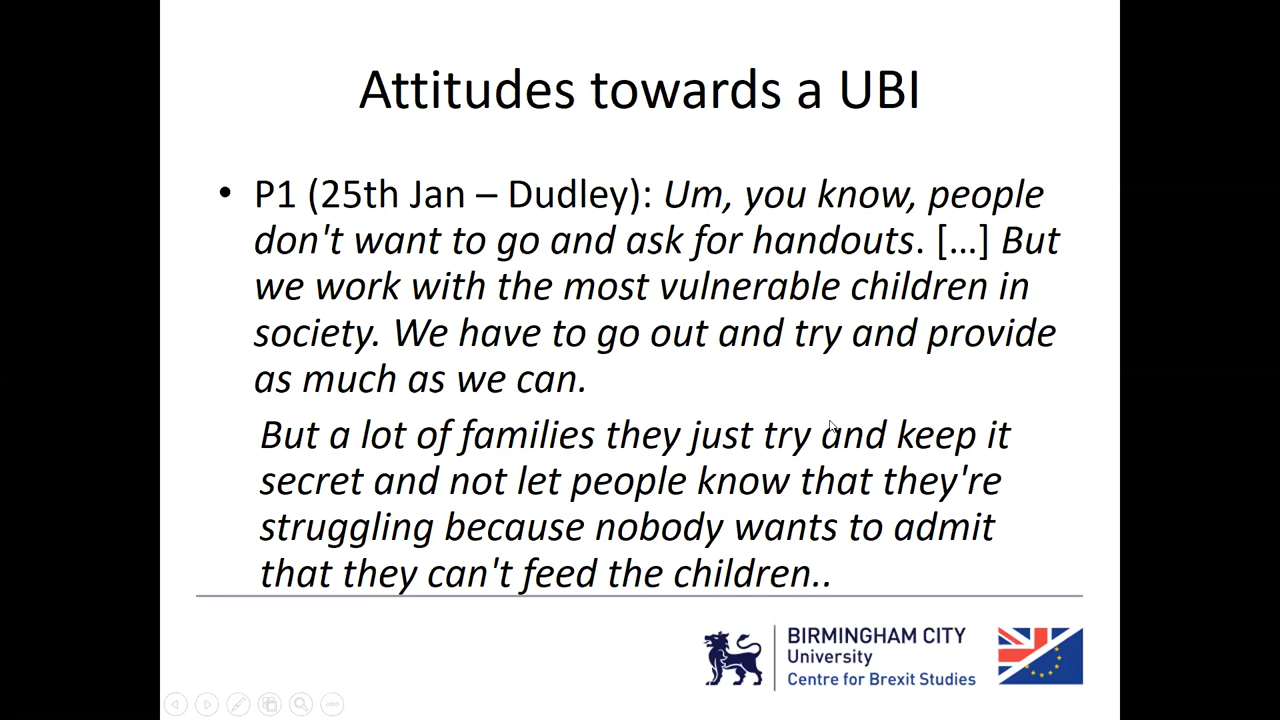 Attitudes towards a UBI
• P1 (25th Jan – Dudley): Um, you know, people
don't want to go and ask for handouts. […] But
we work with the most vulnerable children in
society. We have to go out and try and provide
as much as we can.
But a lot of families they just try and keep it
secret and not let people know that they're
struggling because nobody wants to admit
that they can't feed the children..
BIRMINGHAM CITY
University
Centre for Brexit Studies